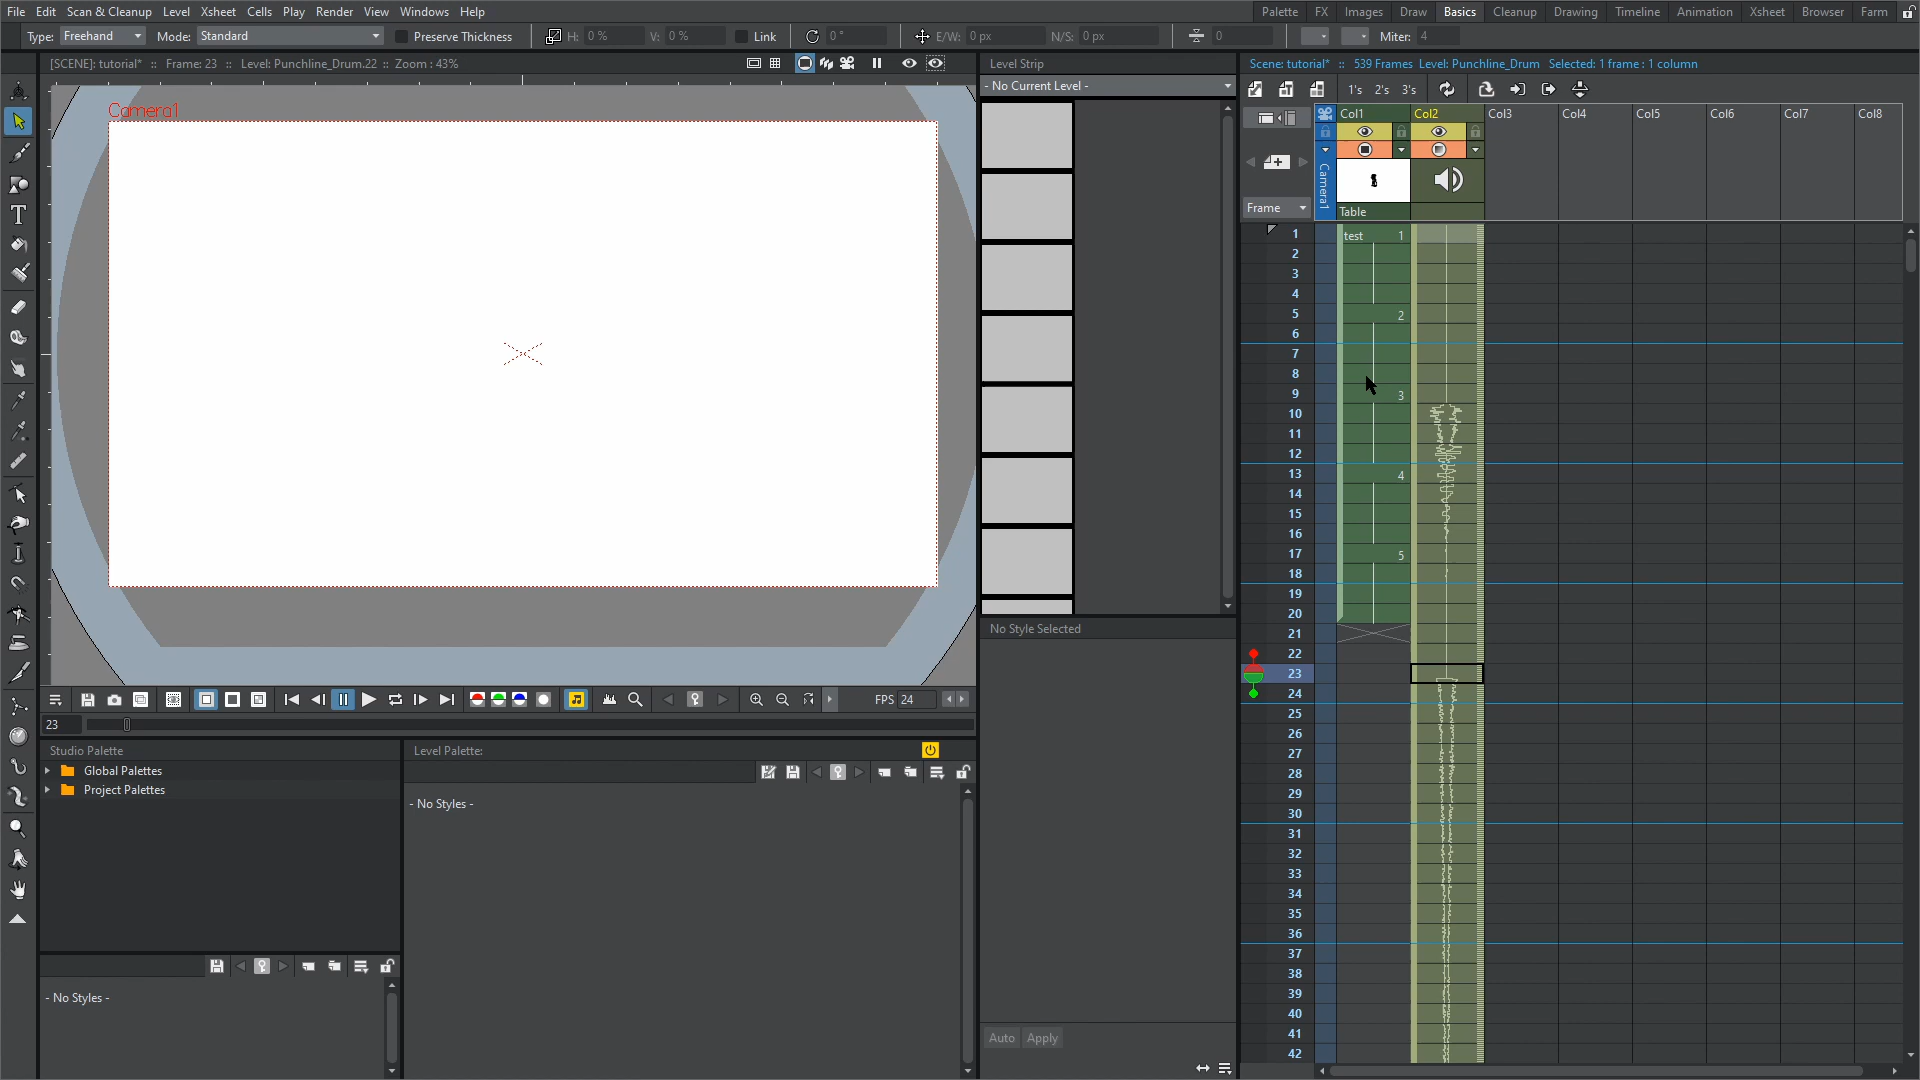 File Edit Scan & Cleanup Level Xsheet Cells Play Render View Windows Help
Palette FX Images Draw Basics Cleanup Drawing Timeline Animation Xsheet Browser Farm
Type: Freehand Mode: Standard Preserve Thickness H: 0 % V: 0 % Link 0 ° E/W: 0 px N/S: 0 px 0 Miter: 4
[SCENE]: tutorial* :: Frame: 23 :: Level: Punchline_Drum.22 :: Zoom : 43%
Level Strip
Scene: tutorial* :: 539 Frames Level: Punchline_Drum Selected: 1 frame : 1 column
- No Current Level -
1's 2's 3's
Camera1
Col1 Col2 Col3 Col4 Col5 Col6 Col7 Col8
Camera1
Frame
Table
1 test 1
2
3
4
5 2
6
7
8
9 3
10
11
12
13 4
14
15
16
17 5
18
19
20
21
22
23
24
25
26
27
28
29
30
31
32
33
34
35
36
37
38
39
40
41
42
No Style Selected
FPS 24
23
Studio Palette
Global Palettes
Project Palettes
- No Styles -
Level Palette:
- No Styles -
Auto Apply